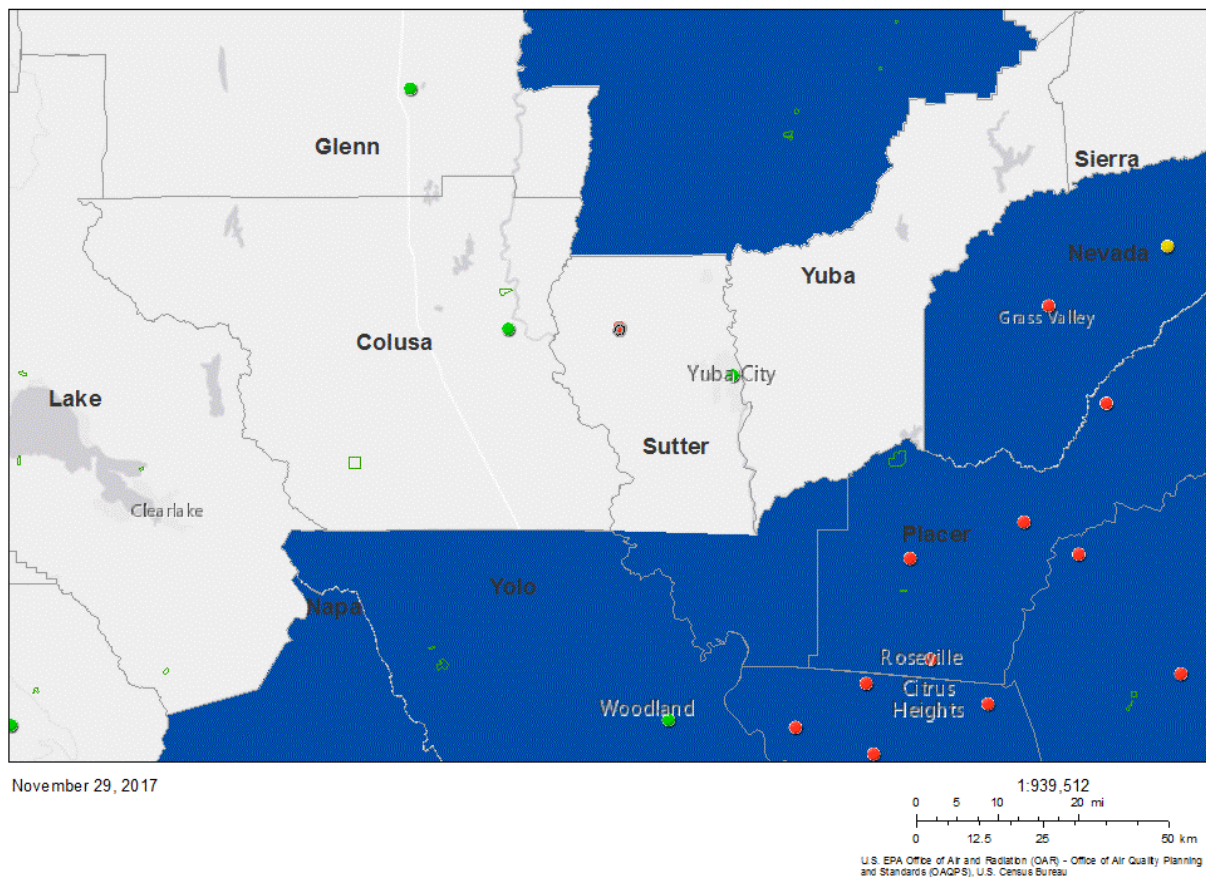 Glenn
Sierra
Nevada
Yuba
Grass Valley
Colusa
Yuba City
Lake
Sutter
Clearlake
Placer
Yolo
Napa
Roseville
Citrus
Heights
Woodland
November 29, 2017
1:939,512
0 5 10 20 mi
0 12.5 25 50 km
U.S. EPA Office of Air and Radiation (OAR) - Office of Air Quality Planning
and Standards (OAQPS), U.S. Census Bureau